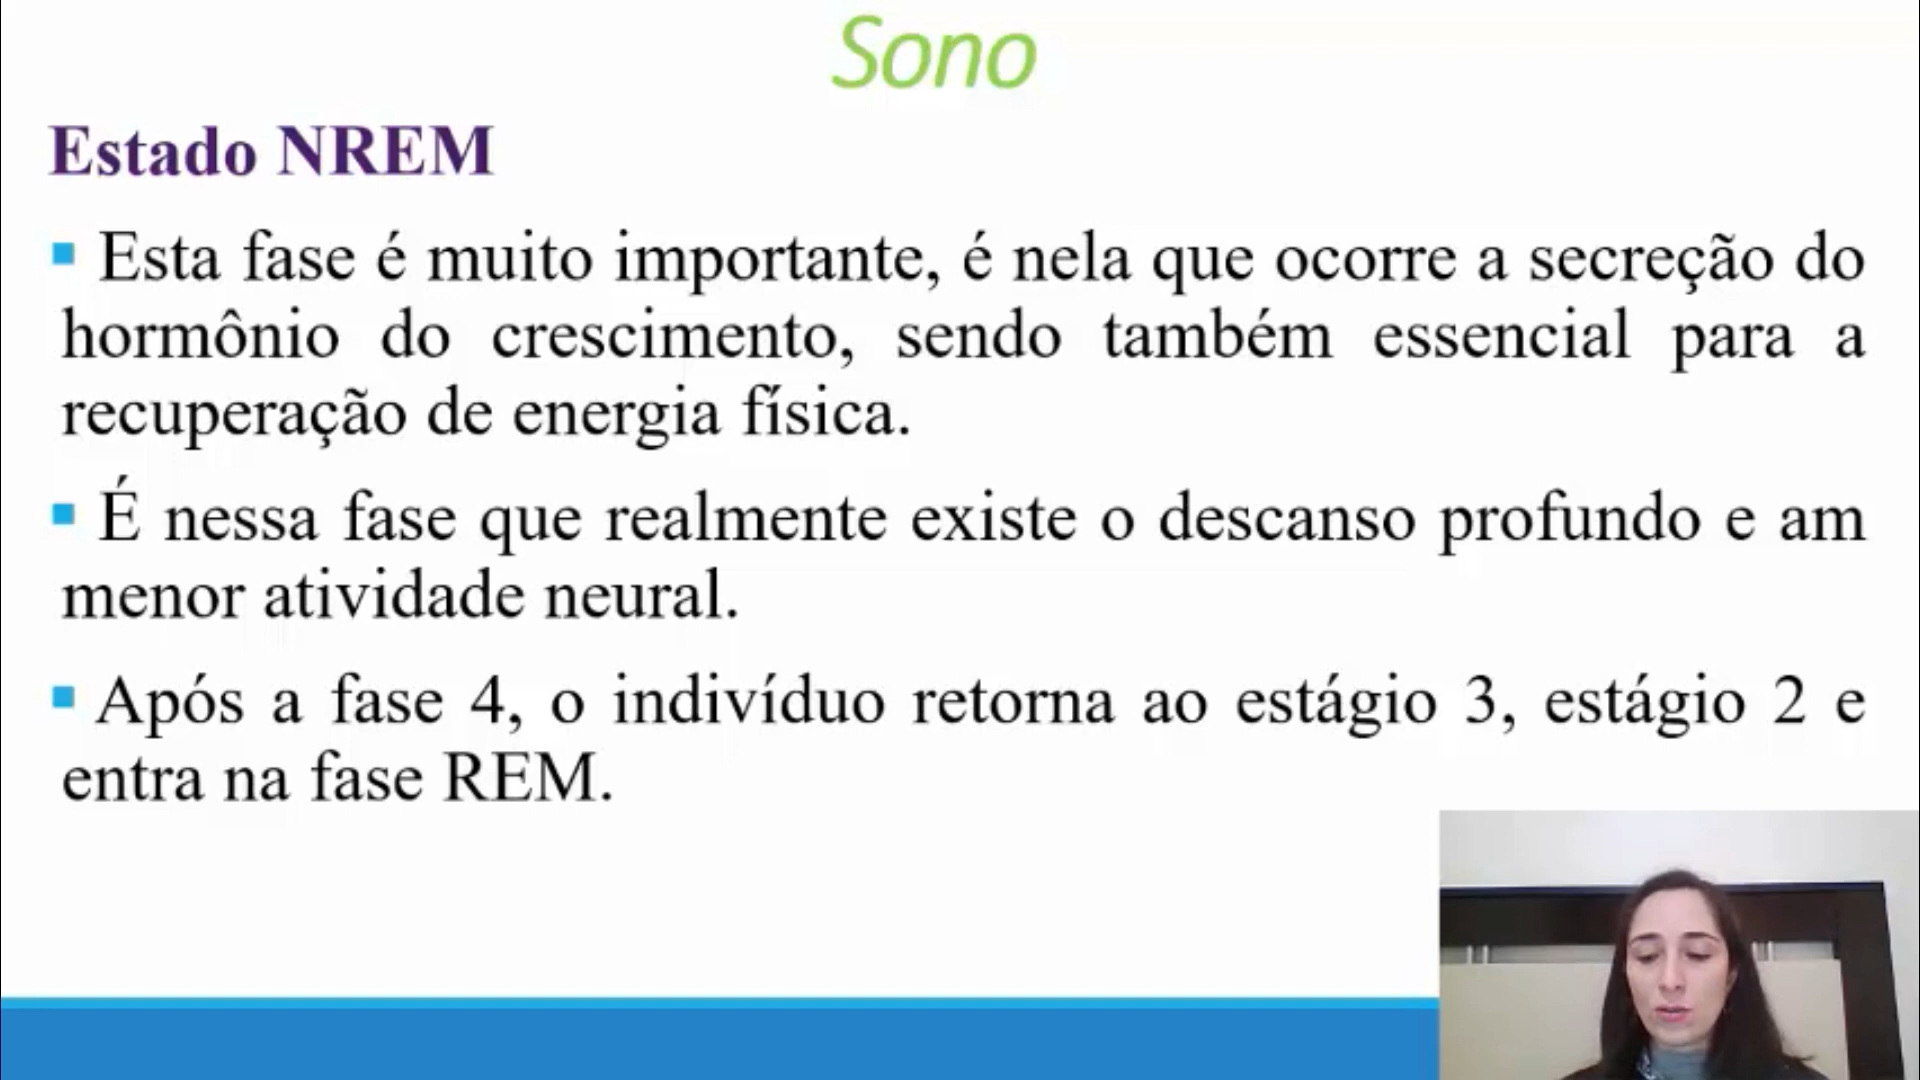 Sono
Estado NREM
▪ Esta fase é muito importante, é nela que ocorre a secreção do
hormônio do crescimento, sendo também essencial para a
recuperação de energia física.
▪ É nessa fase que realmente existe o descanso profundo e am
menor atividade neural.
▪ Após a fase 4, o indivíduo retorna ao estágio 3, estágio 2 e
entra na fase REM.